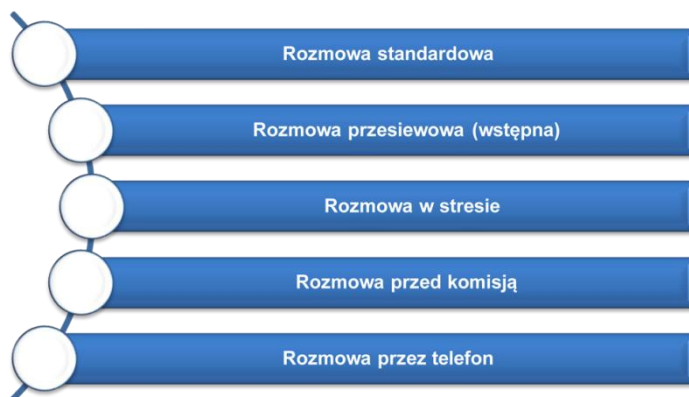 Rozmowa standardowa
Rozmowa przesiewowa (wstępna)
Rozmowa w stresie
Rozmowa przed komisją
Rozmowa przez telefon